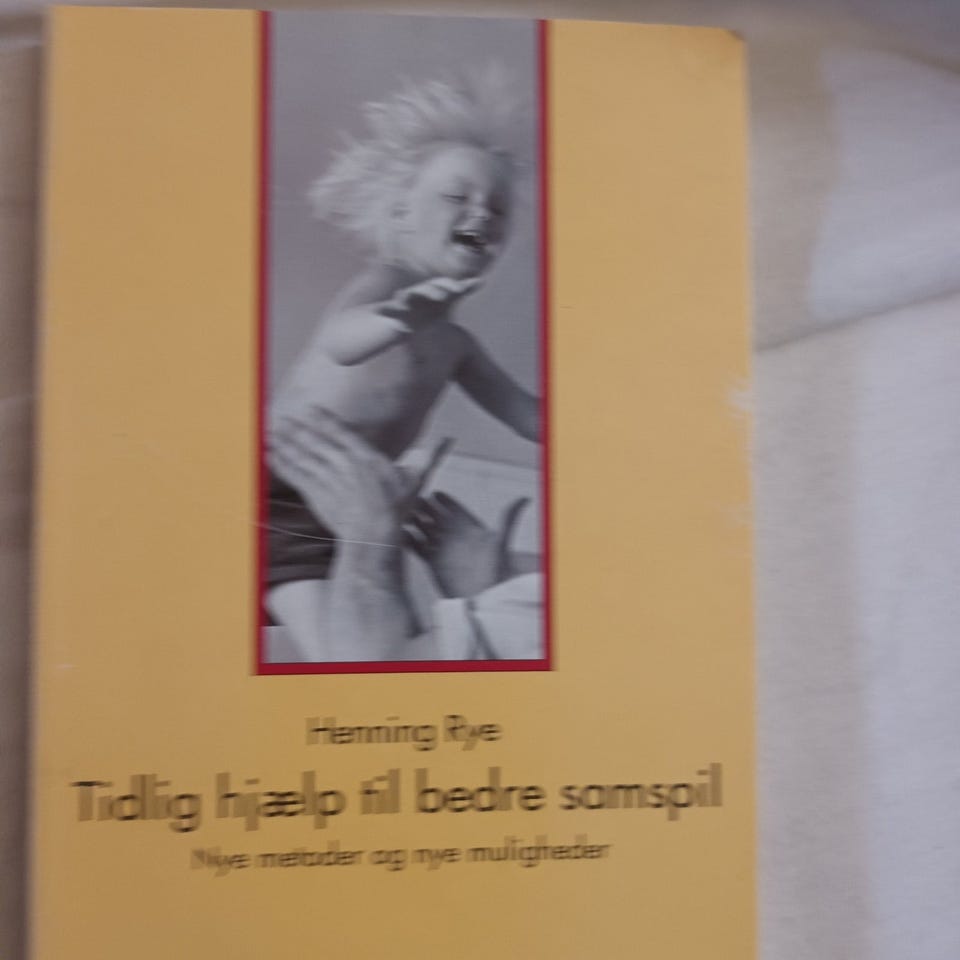 Henning Rye
Tidlig hjælp til bedre samspil
Nye metoder og nye muligheder